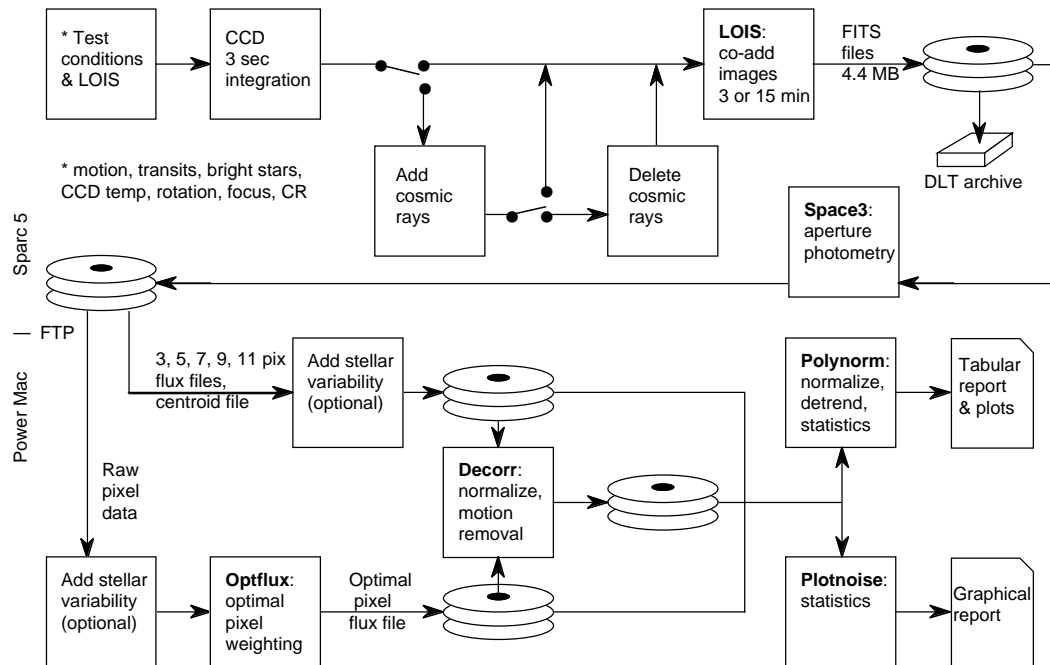 * Test
conditions
& LOIS
CCD
3 sec
integration
LOIS:
co-add
images
3 or 15 min
FITS
files
4.4 MB
DLT archive
* motion, transits, bright stars,
CCD temp, rotation, focus, CR
Add
cosmic
rays
Delete
cosmic
rays
Space3:
aperture
photometry
Sparc 5
— FTP
Power Mac
3, 5, 7, 9, 11 pix
flux files,
centroid file
Add stellar
variability
(optional)
Polynorm:
normalize,
detrend,
statistics
Tabular
report
& plots
Raw
pixel
data
Decorr:
normalize,
motion
removal
Add stellar
variability
(optional)
Optflux:
optimal
pixel
weighting
Optimal
pixel
flux file
Plotnoise:
statistics
Graphical
report